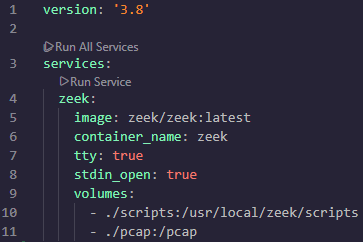 1 version: '3.8'
2
Run All Services
3 services:
Run Service
4 zeek:
5 image: zeek/zeek:latest
6 container_name: zeek
7 tty: true
8 stdin_open: true
9 volumes:
10 - ./scripts:/usr/local/zeek/scripts
11 - ./pcap:/pcap